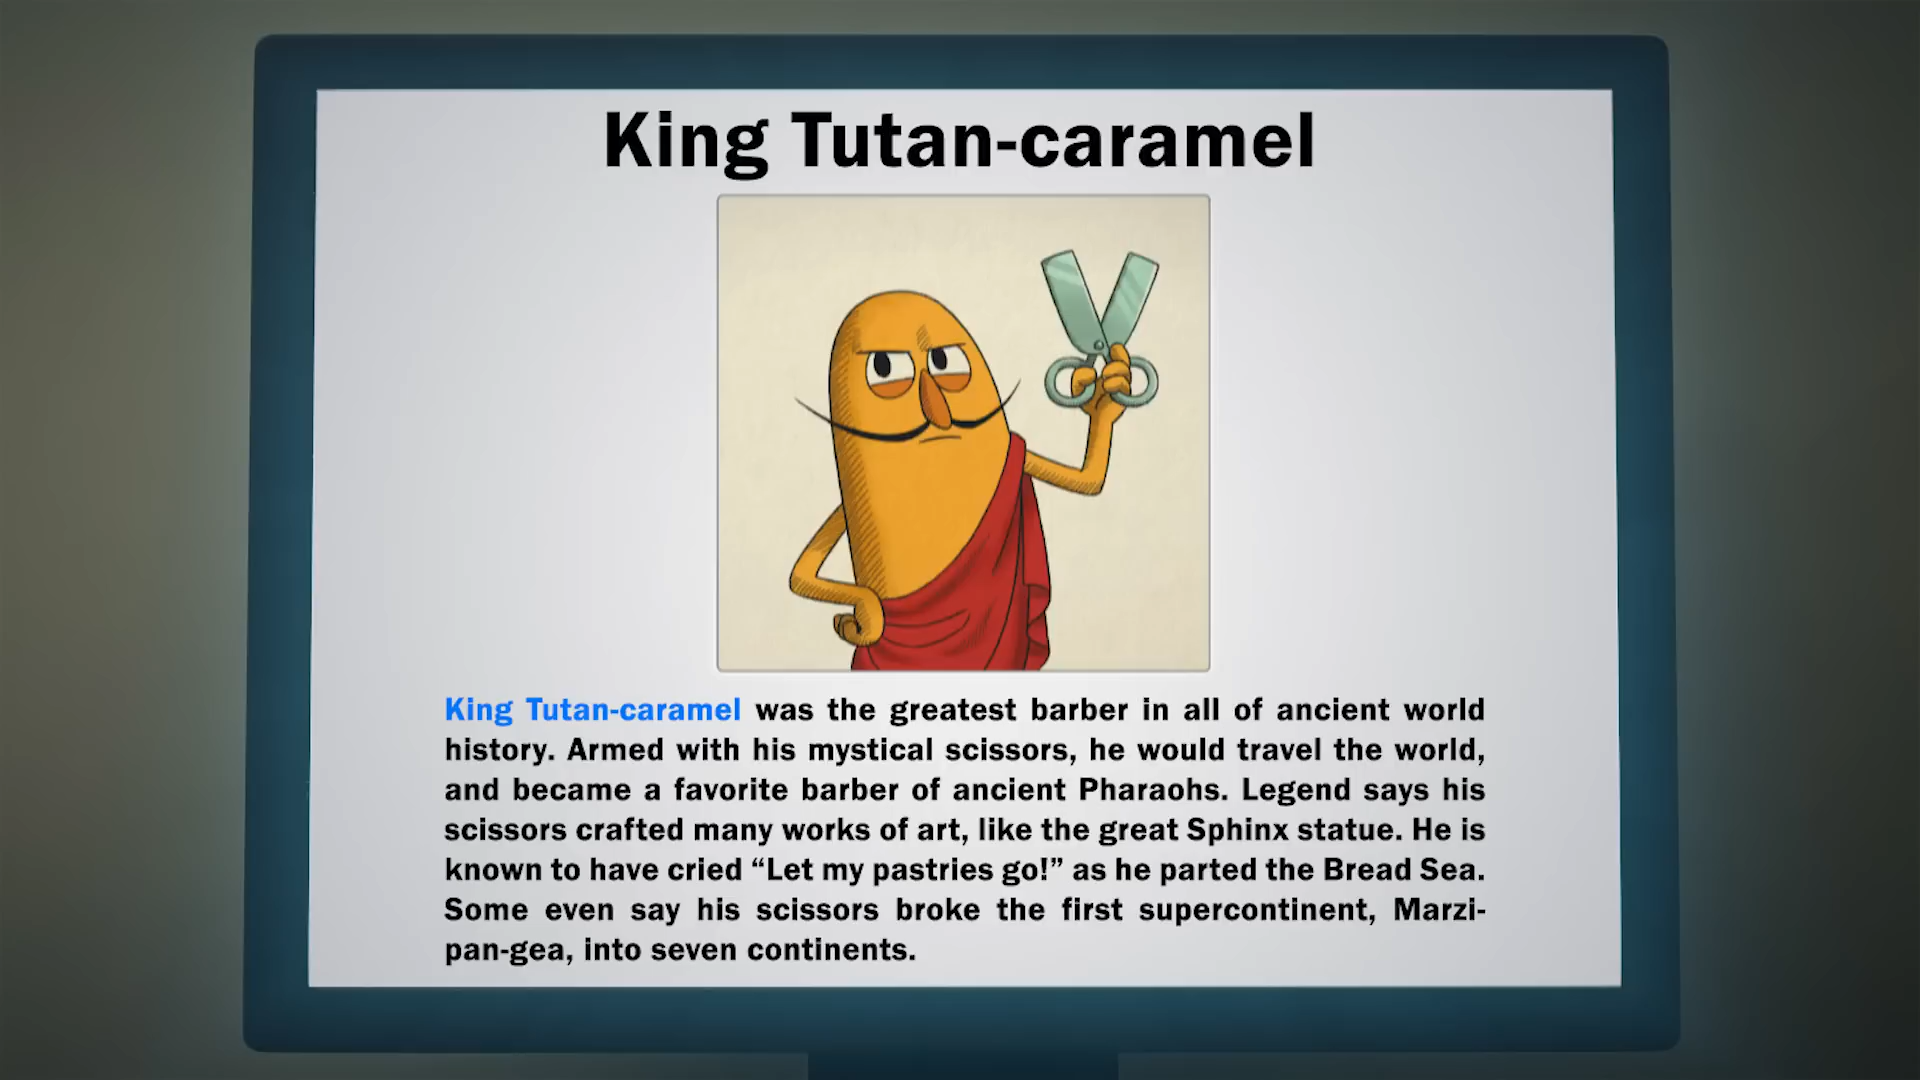 King Tutan-caramel
King Tutan-caramel was the greatest barber in all of ancient world
history. Armed with his mystical scissors, he would travel the world,
and became a favorite barber of ancient Pharaohs. Legend says his
scissors crafted many works of art, like the great Sphinx statue. He is
known to have cried “Let my pastries go!” as he parted the Bread Sea.
Some even say his scissors broke the first supercontinent, Marzi-
pan-gea, into seven continents.